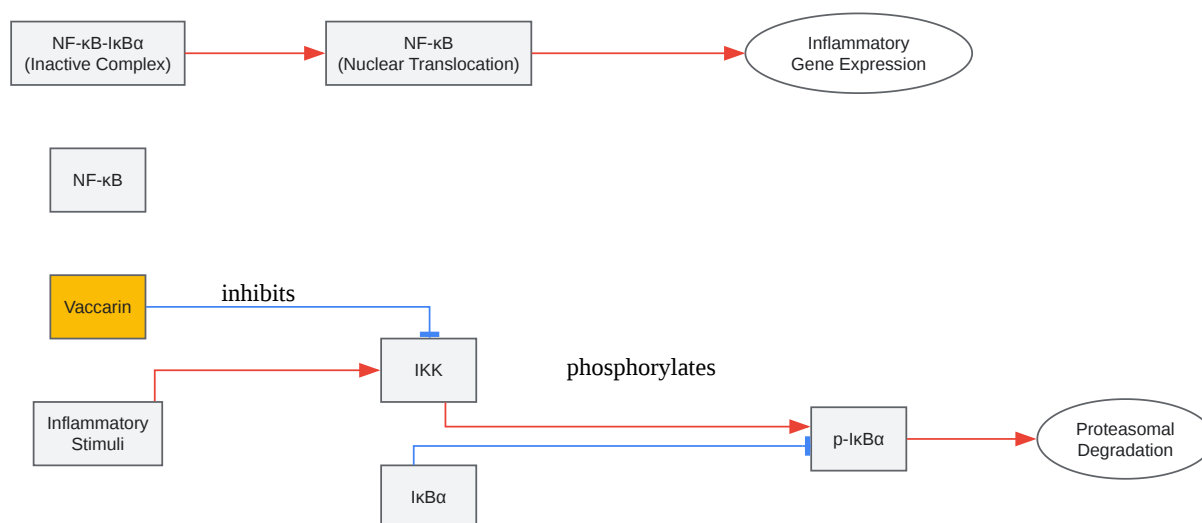 NF-κB-IκBα
(Inactive Complex)
NF-κB
(Nuclear Translocation)
Inflammatory
Gene Expression
NF-κB
Vaccarin
inhibits
IKK
phosphorylates
Inflammatory
Stimuli
p-IκBα
Proteasomal
Degradation
IκBα